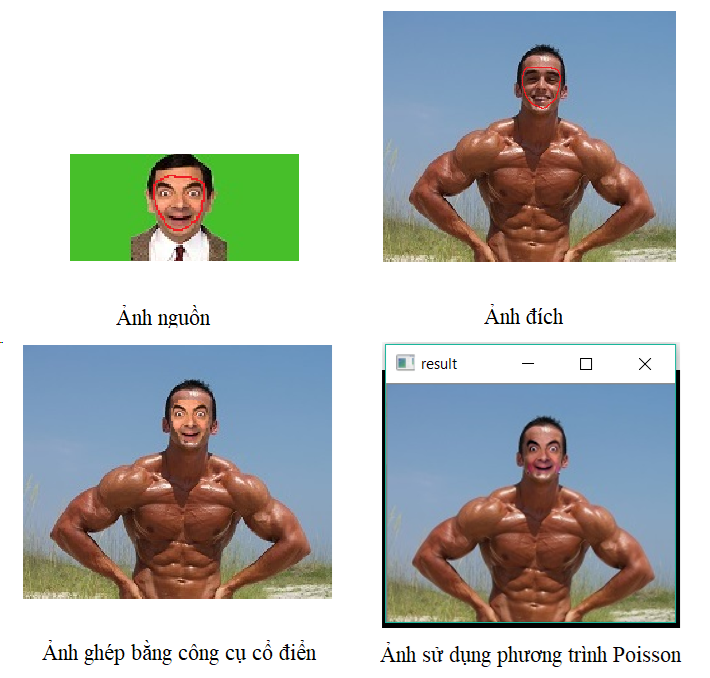 Ảnh nguồn
Ảnh đích
result
Ảnh ghép bằng công cụ cổ điển
Ảnh sử dụng phương trình Poisson